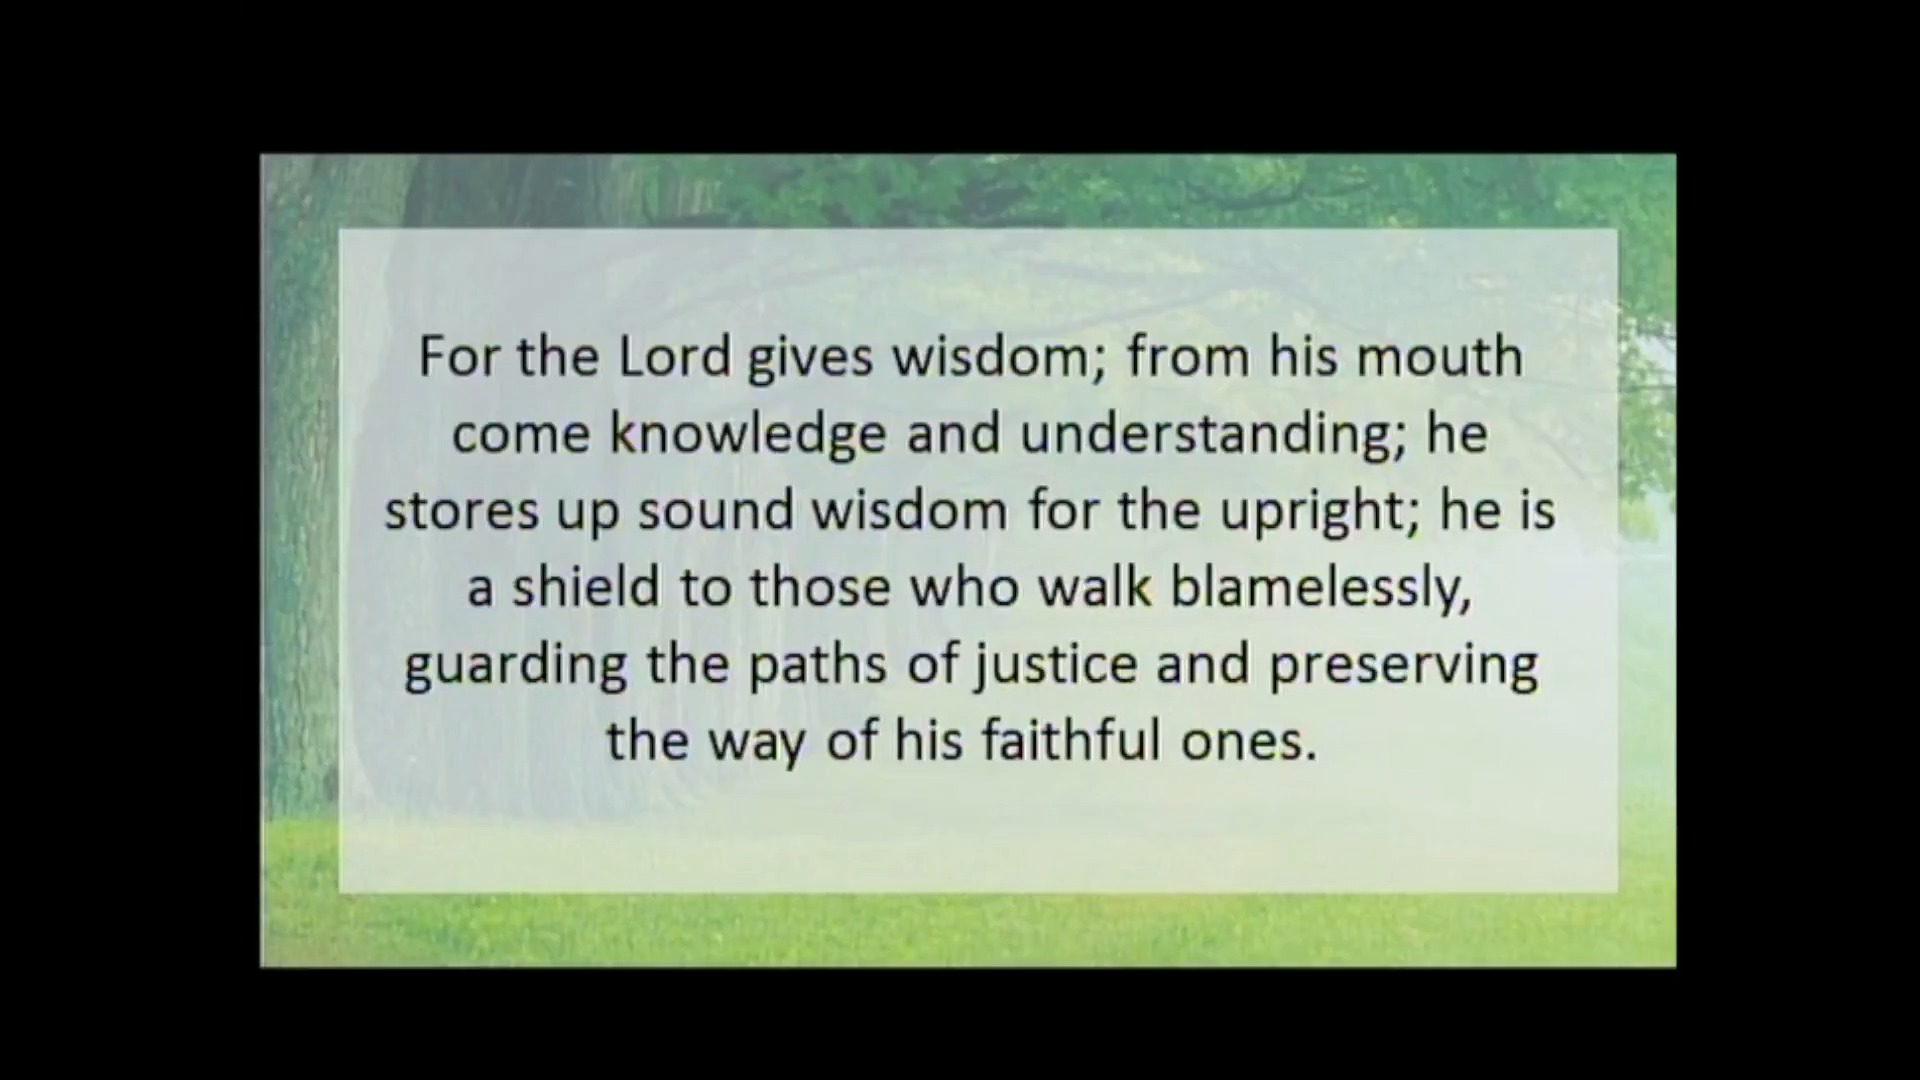 For the Lord gives wisdom; from his mouth
come knowledge and understanding; he
stores up sound wisdom for the upright; he is
a shield to those who walk blamelessly,
guarding the paths of justice and preserving
the way of his faithful ones.